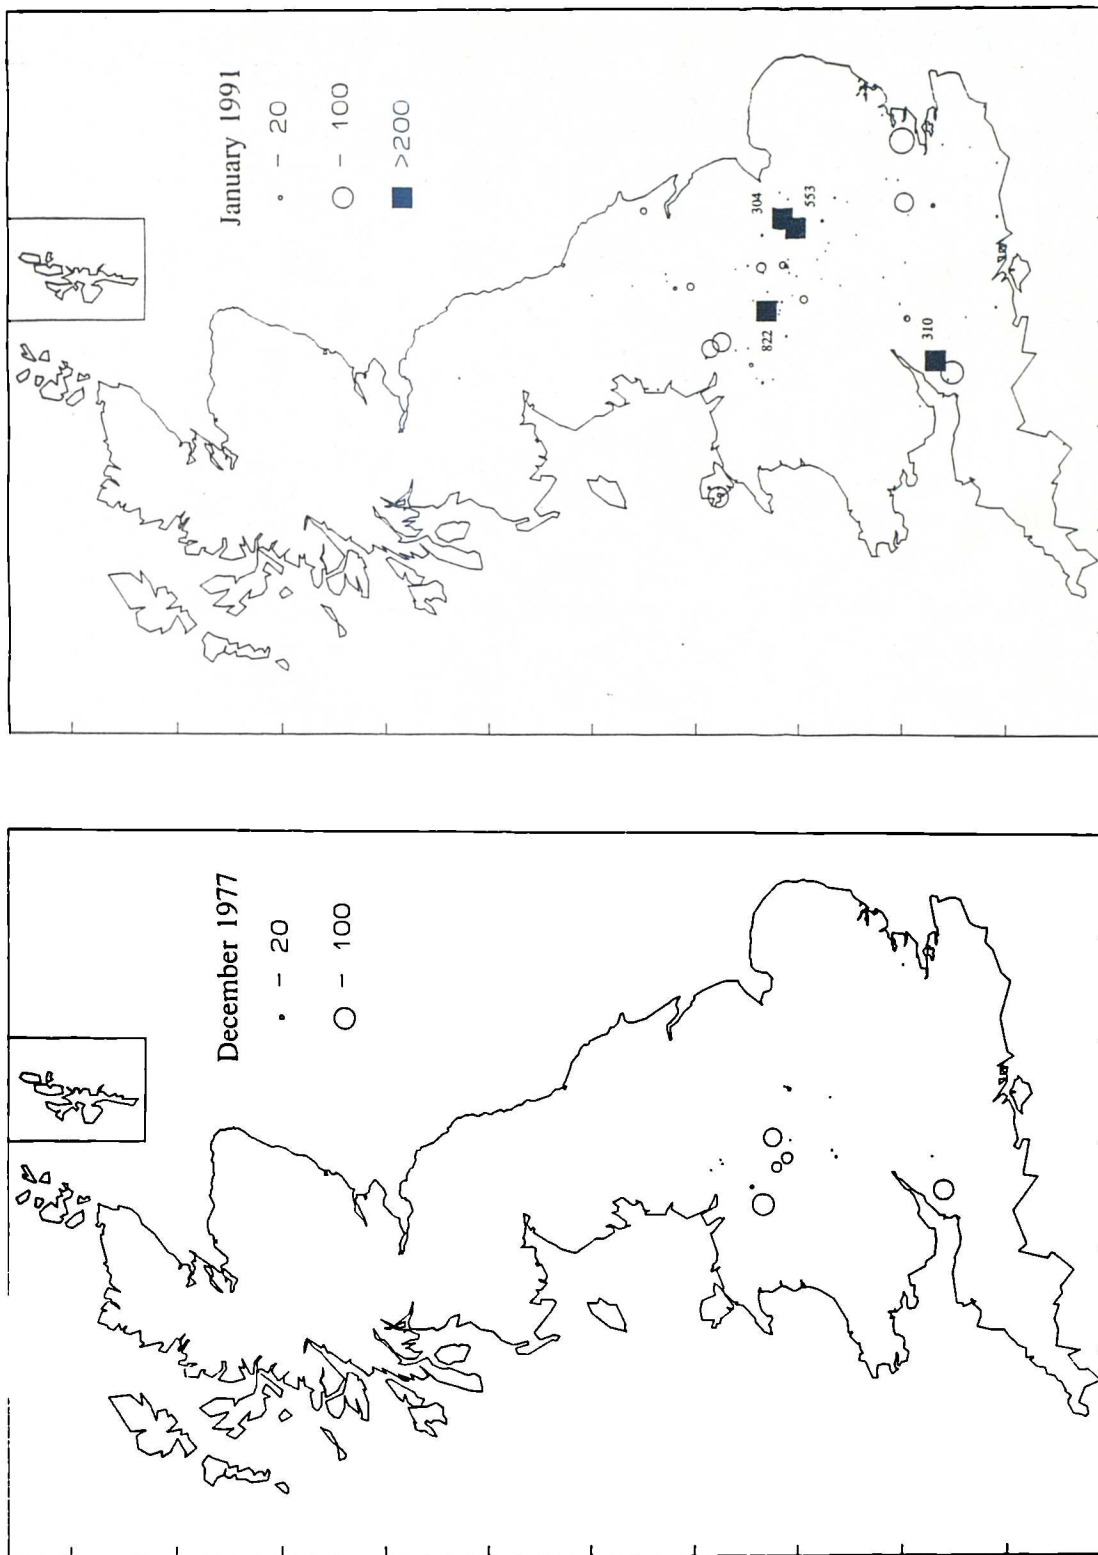 December 1977
• - 20
○ - 100
January 1991
∘ - 20
○ - 100
■ >200
304
553
822
310